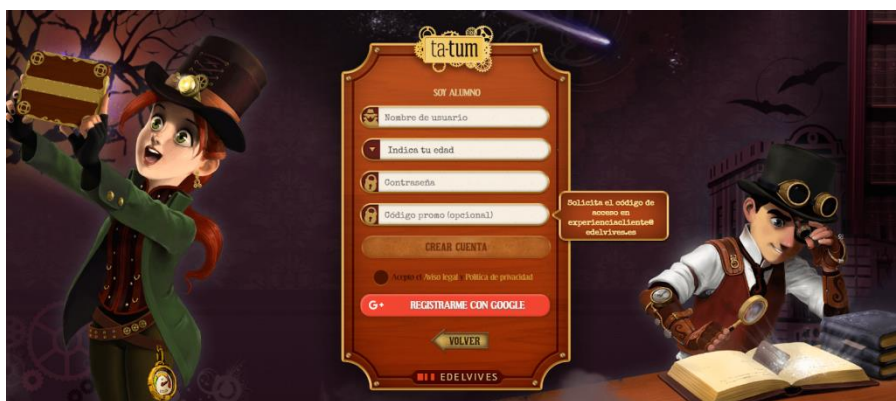 ta-tum
SOY ALUMNO
Nombre de usuario
Indica tu edad
Contraseña
Código promo (opcional)
Solicita el código de
acceso en
experienciacliente@
edelvives.es
CREAR CUENTA
Acepto el Aviso legal y Política de privacidad
G+ REGISTRARME CON GOOGLE
VOLVER
EDELVIVES